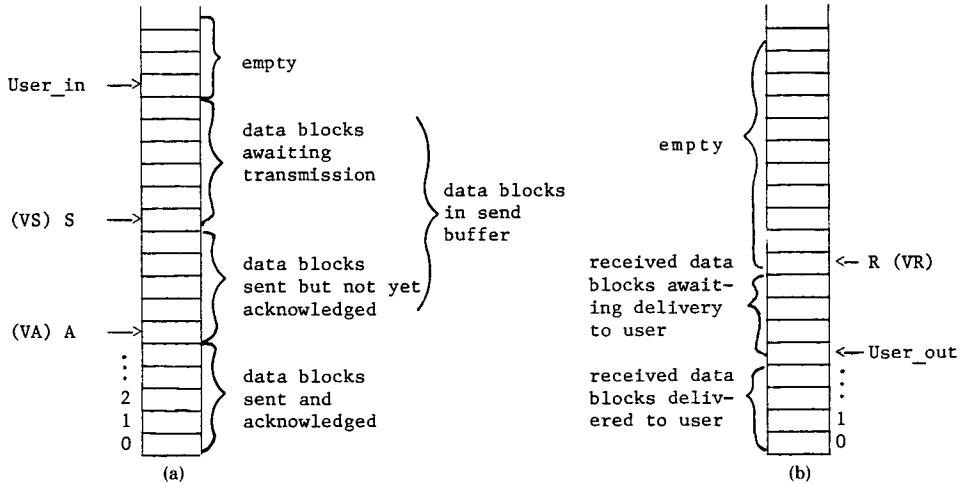 empty
User_in
data blocks
awaiting
transmission
data blocks
in send
buffer
(VS) S
data blocks
sent but not yet
acknowledged
(VA) A
2
1
0
data blocks
sent and
acknowledged
(a)
empty
R (VR)
received data
blocks await-
ing delivery
to user
User_out
received data
blocks deliv-
ered to user
1
0
(b)